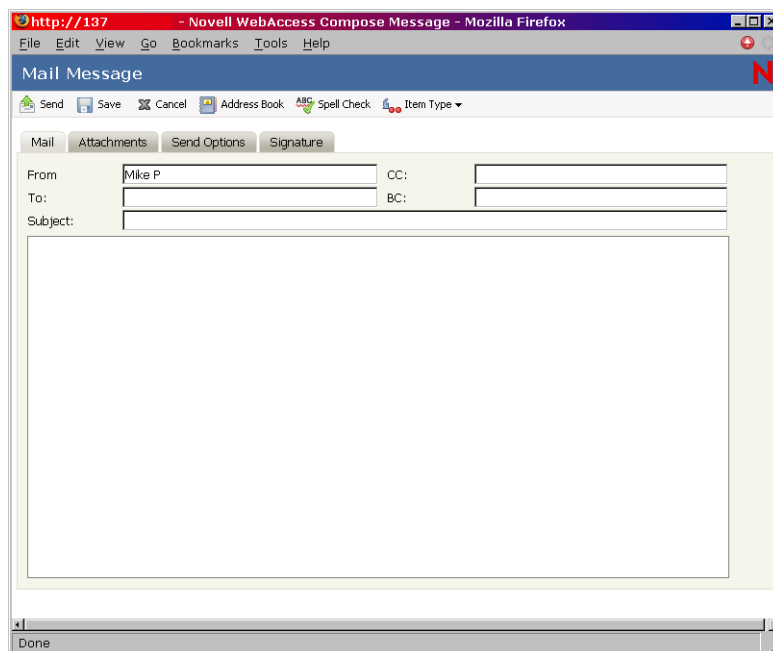 http://137 - Novell WebAccess Compose Message - Mozilla Firefox
File Edit View Go Bookmarks Tools Help
Mail Message N
Send Save Cancel Address Book ABC Spell Check Item Type
Mail Attachments Send Options Signature
From Mike P CC:
To: BC:
Subject:
Done